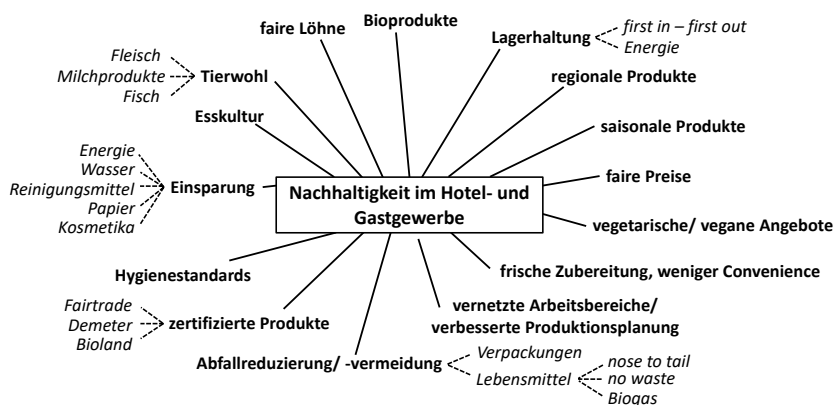 Bioprodukte
faire Löhne
Lagerhaltung
first in – first out
Energie
Fleisch
Milchprodukte
Fisch
Tierwohl
regionale Produkte
Esskultur
saisonale Produkte
Energie
Wasser
Reinigungsmittel
Papier
Kosmetika
Einsparung
Nachhaltigkeit im Hotel- und
Gastgewerbe
faire Preise
vegetarische/ vegane Angebote
Hygienestandards
frische Zubereitung, weniger Convenience
Fairtrade
Demeter
Bioland
zertifizierte Produkte
vernetzte Arbeitsbereiche/
verbesserte Produktionsplanung
Abfallreduzierung/ -vermeidung
Verpackungen
Lebensmittel
nose to tail
no waste
Biogas